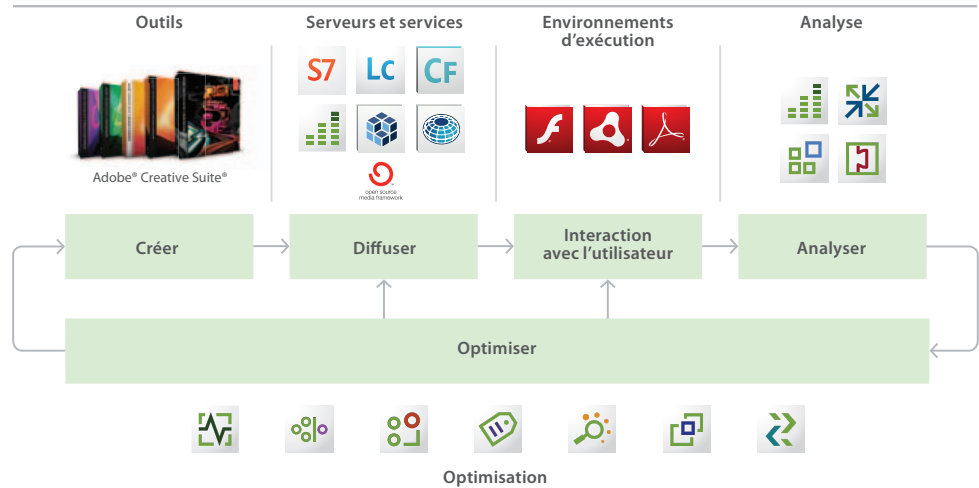 Outils
Serveurs et services
Environnements
d'exécution
Analyse
S7
LC
CF
Adobe® Creative Suite®
open source
media framework
Créer
Diffuser
Interaction
avec l'utilisateur
Analyser
Optimiser
Optimisation